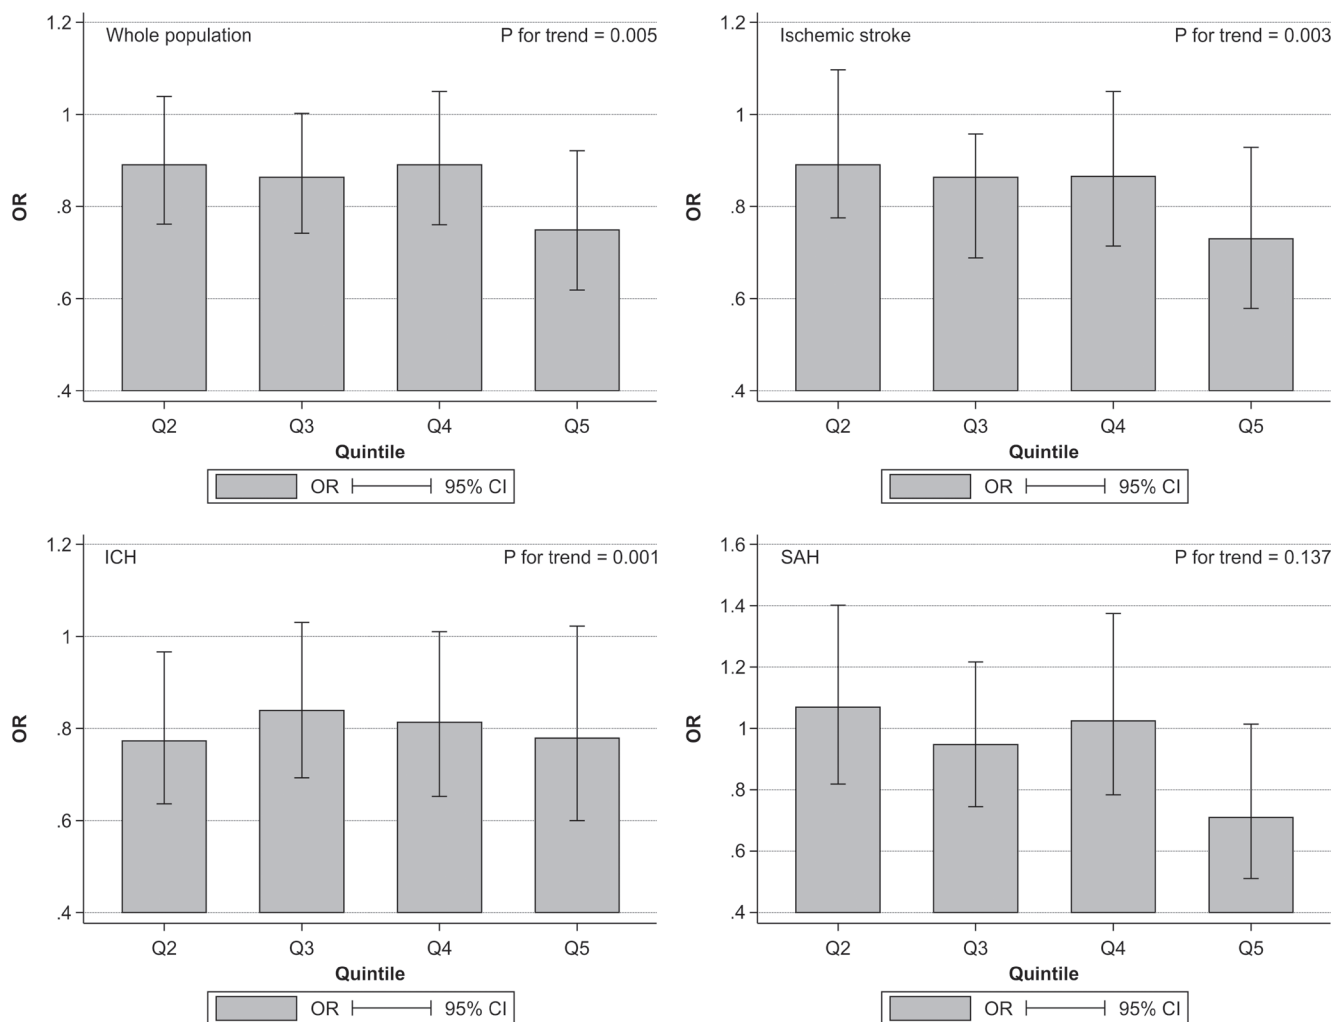 Whole population
P for trend = 0.005
1.2
1
.8
.6
.4
OR
Q2 Q3 Q4 Q5
Quintile
OR 95% CI
Ischemic stroke
P for trend = 0.003
1.2
1
.8
.6
.4
OR
Q2 Q3 Q4 Q5
Quintile
OR 95% CI
ICH
P for trend = 0.001
1.2
1
.8
.6
.4
OR
Q2 Q3 Q4 Q5
Quintile
OR 95% CI
SAH
P for trend = 0.137
1.6
1.4
1.2
1
.8
.6
.4
OR
Q2 Q3 Q4 Q5
Quintile
OR 95% CI